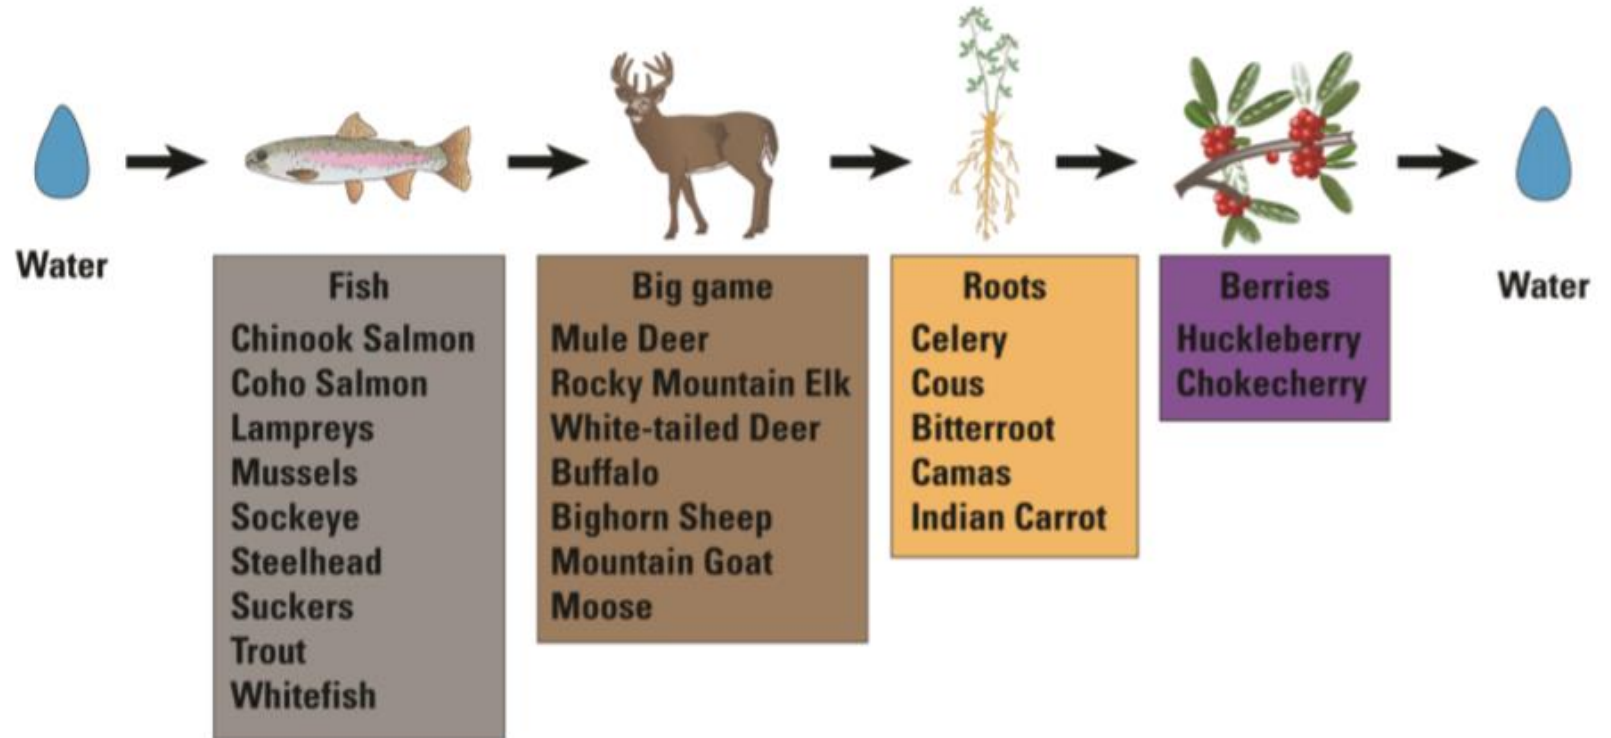 Water
Fish
Chinook Salmon
Coho Salmon
Lampreys
Mussels
Sockeye
Steelhead
Suckers
Trout
Whitefish
Big game
Mule Deer
Rocky Mountain Elk
White-tailed Deer
Buffalo
Bighorn Sheep
Mountain Goat
Moose
Roots
Celery
Cous
Bitterroot
Camas
Indian Carrot
Berries
Huckleberry
Chokecherry
Water